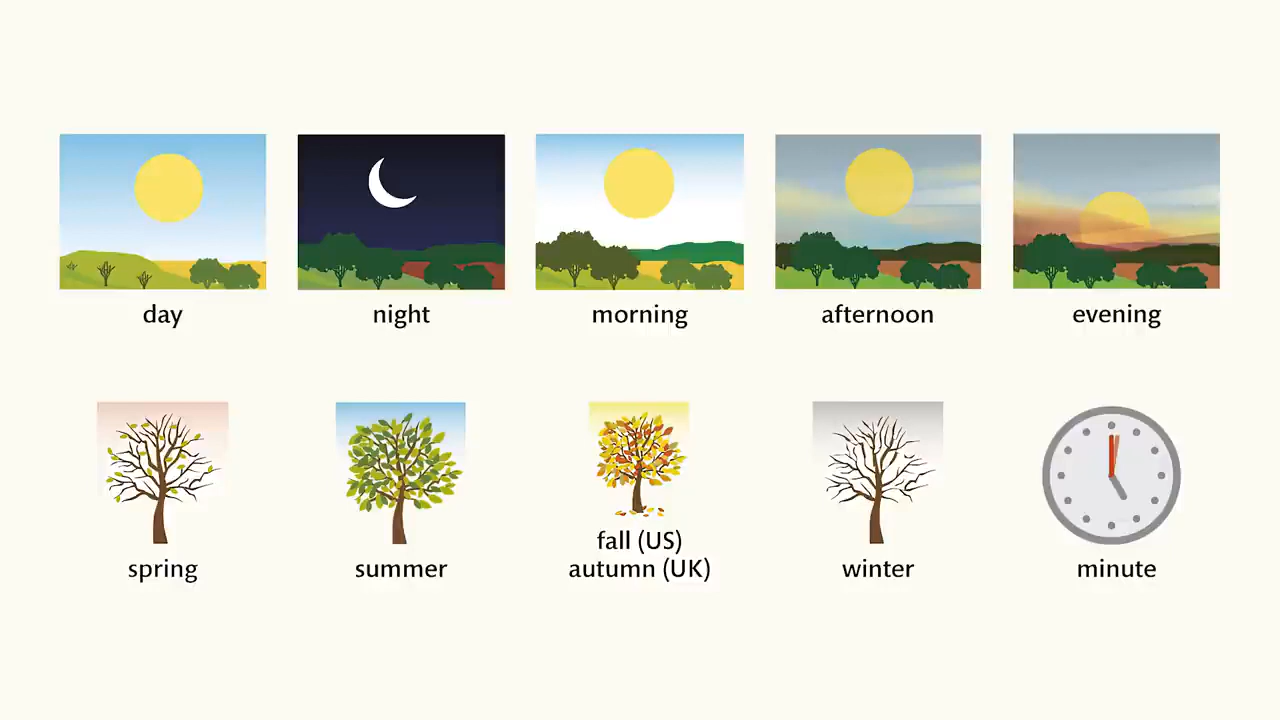 day
night
morning
afternoon
evening
spring
summer
fall (US)
autumn (UK)
winter
minute